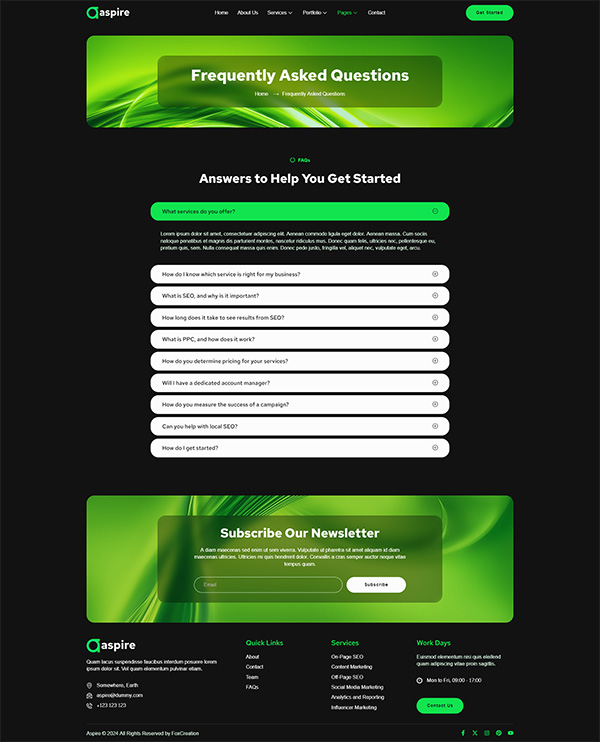 aspire
Home About Us Services Portfolio Pages Contact
Get Started
Frequently Asked Questions
Home → Frequently Asked Questions
FAQs
Answers to Help You Get Started
What services do you offer?
Lorem ipsum dolor sit amet, consectetuer adipiscing elit. Aenean commodo ligula eget dolor. Aenean massa. Cum sociis
natoque penatibus et magnis dis parturient montes, nascetur ridiculus mus. Donec quam felis, ultricies nec, pellentesque eu,
pretium quis, sem. Nulla consequat massa quis enim. Donec pede justo, fringilla vel, aliquet nec, vulputate eget, arcu.
How do I know which service is right for my business?
What is SEO, and why is it important?
How long does it take to see results from SEO?
What is PPC, and how does it work?
How do you determine pricing for your services?
Will I have a dedicated account manager?
How do you measure the success of a campaign?
Can you help with local SEO?
How do I get started?
Subscribe Our Newsletter
A diam maecenas sed enim ut sem viverra. Vulputate ut pharetra sit amet aliquam id diam
maecenas ultricies. Ultricies mi quis hendrerit dolor. Convallis a cras semper auctor neque vitae
tempus quam.
Email
Subscribe
aspire
Quam lacus suspendisse faucibus interdum posuere lorem
ipsum dolor sit. Vel quam elementum pulvinar etiam.
Somewhere, Earth
aspire@dummy.com
+123 123 123
Quick Links
About
Contact
Team
FAQs
Services
On-Page SEO
Content Marketing
Off-Page SEO
Social Media Marketing
Analytics and Reporting
Influencer Marketing
Work Days
Euismod elementum nisi quis eleifend
quam adipiscing vitae proin sagittis.
Mon to Fri, 09:00 - 17:00
Contact Us
Aspire © 2024 All Rights Reserved by FoxCreation